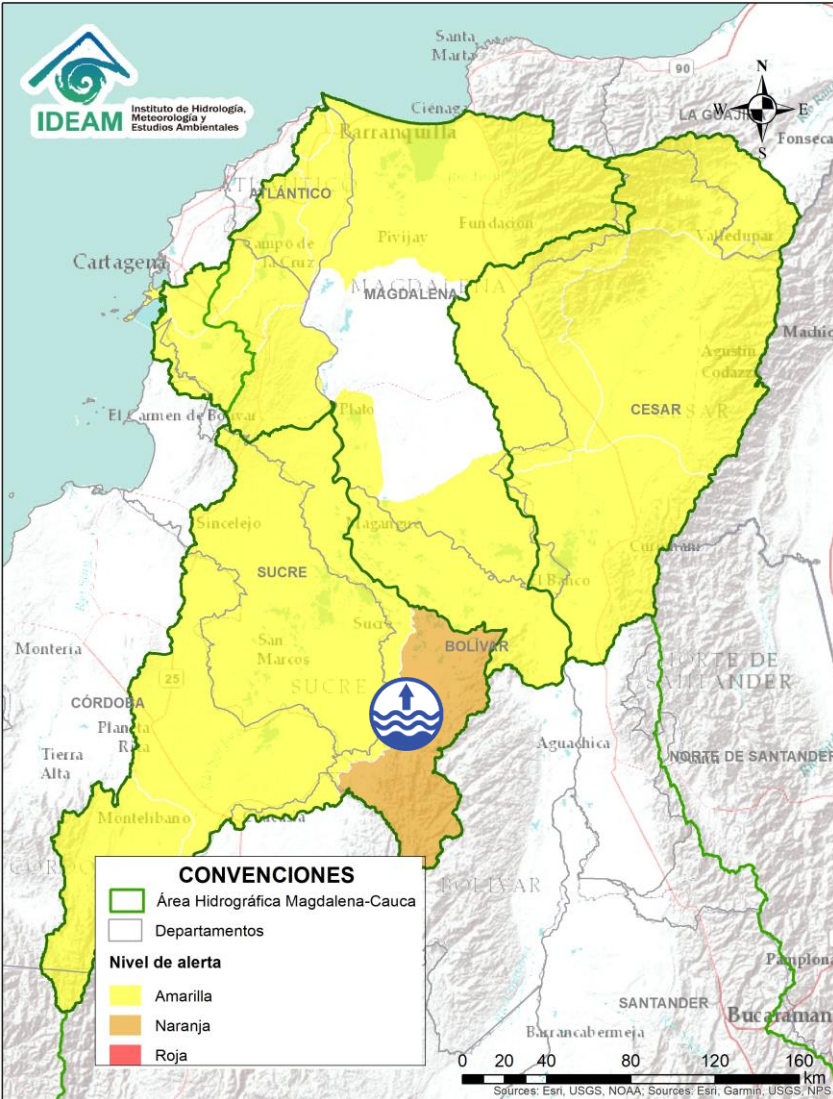 IDEAM
Instituto de Hidrología,
Meteorología y
Estudios Ambientales
Santa
Marta
90
N
W
E
S
LA GUAJIR
Fonseca
Ciénaga
Barranquilla
ATLÁNTICO
Campo de
la Cruz
Pivijay
Fundación
Valledupar
Cartagena
MAGDALENA
MAGDALENA
Agustín
Codazzi
CESAR
El Carmen de Bolívar
Plato
Sincelejo
Magangué
SUCRE
El Banco
San
Marcos
Sucre
SUCRE
BOLÍVAR
Montería
25
CÓRDOBA
Planeta
Rica
Tierra
Alta
Montelíbano
Aguachica
NORTE DE
SANTANDER
NORTE DE SANTANDER
BOLÍVAR
Pamplona
SANTANDER
Bucaraman
Barrancabermeja
CONVENCIONES
Área Hidrográfica Magdalena-Cauca
Departamentos
Nivel de alerta
Amarilla
Naranja
Roja
0 20 40 80 120 160
km
Sources: Esri, USGS, NOAA; Sources: Esri, Garmin, USGS, NPS